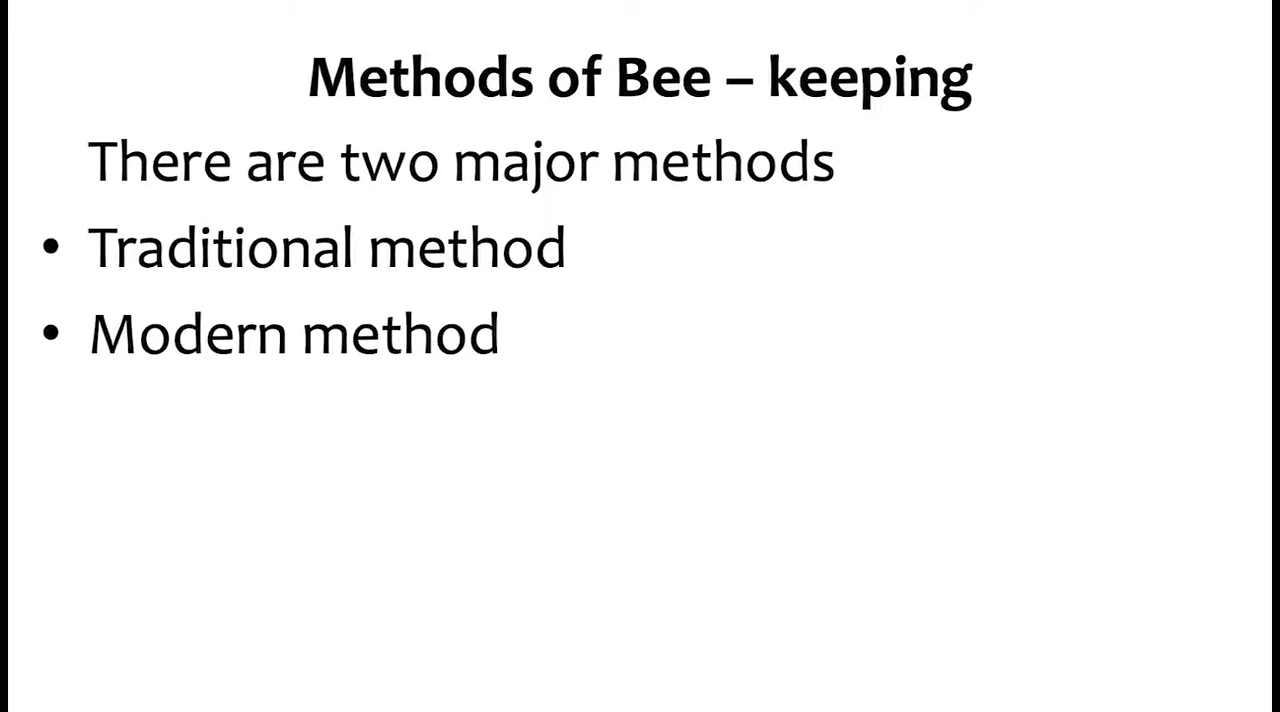 Methods of Bee – keeping
There are two major methods
• Traditional method
• Modern method